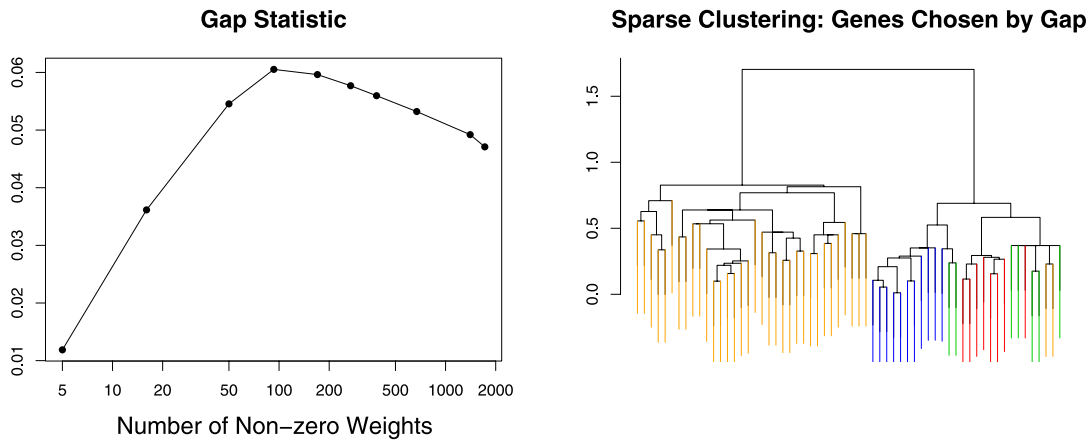 Gap Statistic
0.06
0.05
0.04
0.03
0.02
0.01
5 10 20 50 100 200 500 1000 2000
Number of Non−zero Weights
Sparse Clustering: Genes Chosen by Gap
1.5
1.0
0.5
0.0